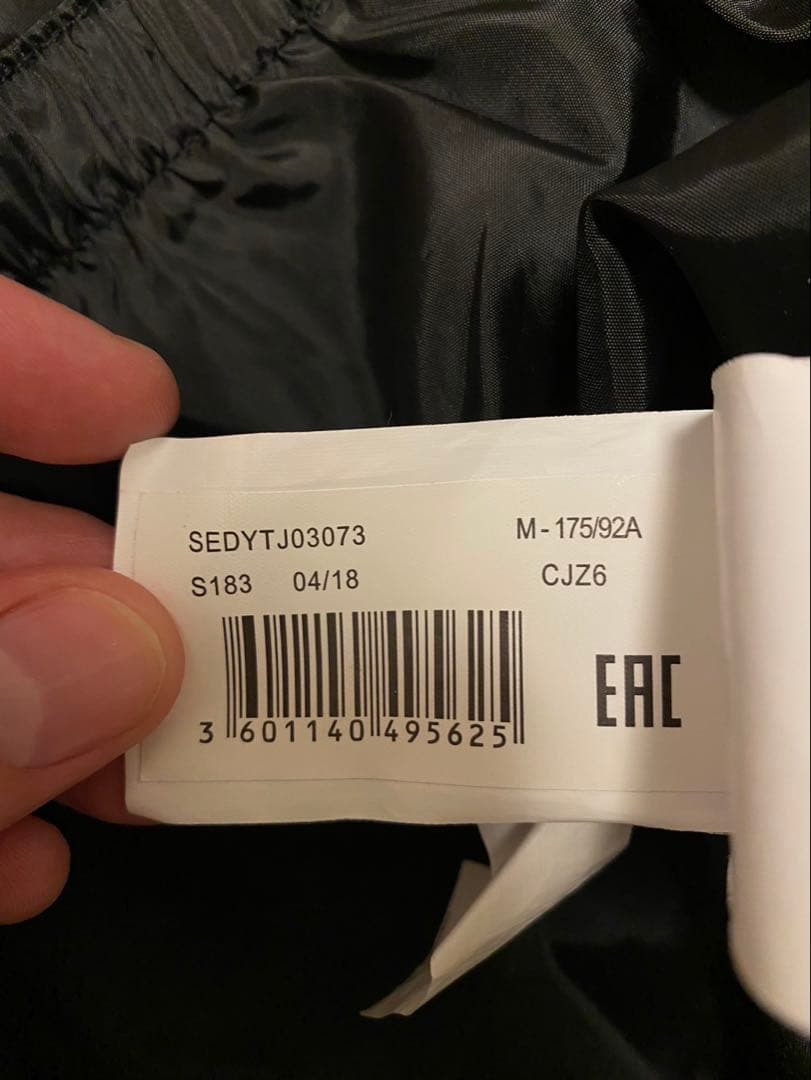 SEDYTJ03073 M-175/92A
S183 04/18 CJZ6
EAC
3 601140 495625